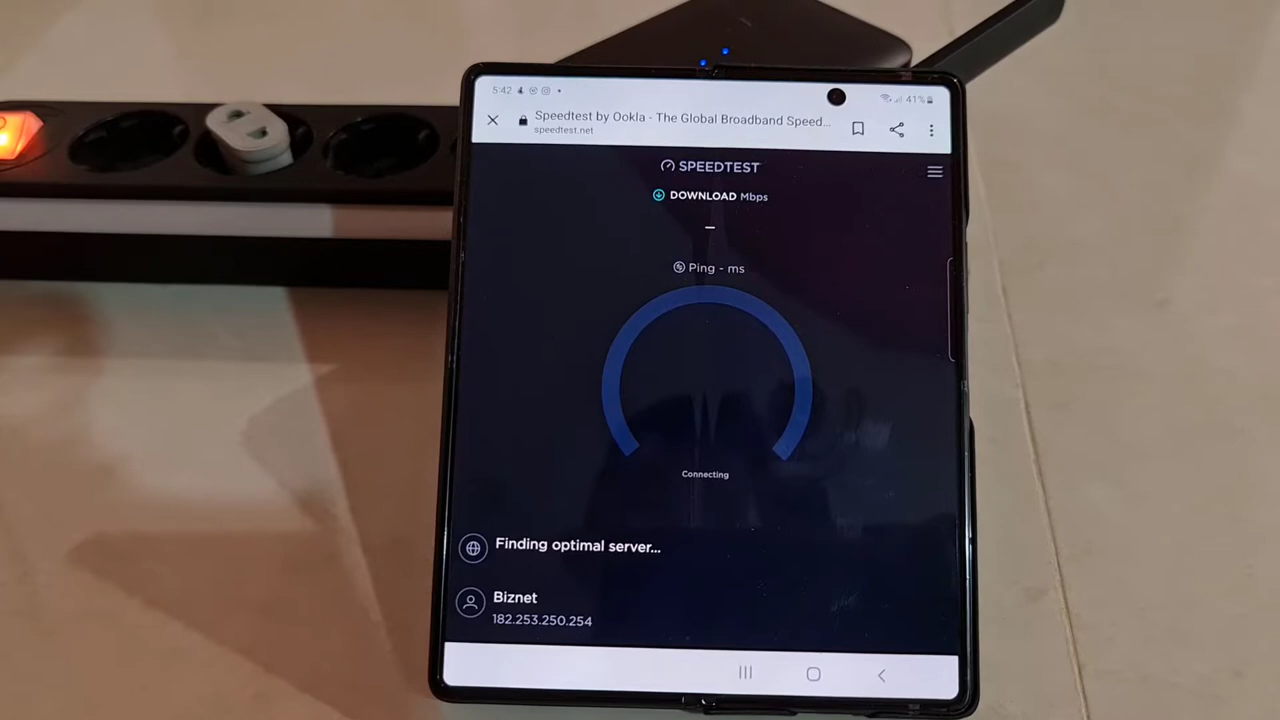 5:42
41%
Speedtest by Ookla - The Global Broadband Speed...
speedtest.net
SPEEDTEST
DOWNLOAD Mbps
—
Ping - ms
Connecting
Finding optimal server...
Biznet
182.253.250.254